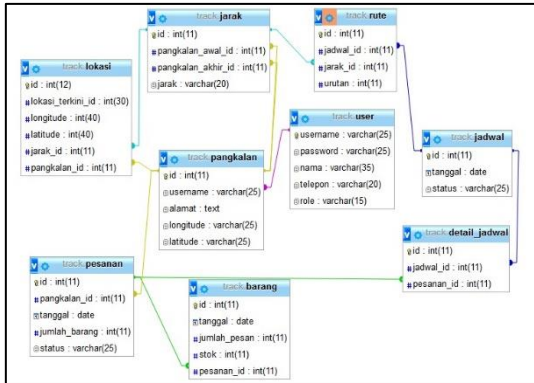 track jarak
id : int(11)
pangkalan_awal_id : int(11)
pangkalan_akhir_id : int(11)
jarak : varchar(20)
track rute
id : int(11)
jadwal_id : int(11)
jarak_id : int(11)
urutan : int(11)
track lokasi
id : int(12)
lokasi_terkini_id : int(30)
longitude : int(40)
latitude : int(40)
jarak_id : int(11)
pangkalan_id : int(11)
track user
username : varchar(25)
password : varchar(25)
nama : varchar(35)
telepon : varchar(20)
role : varchar(15)
track jadwal
id : int(11)
tanggal : date
status : varchar(25)
track pangkalan
id : int(11)
username : varchar(25)
alamat : text
longitude : varchar(25)
latitude : varchar(25)
track detail_jadwal
id : int(11)
jadwal_id : int(11)
pesanan_id : int(11)
track pesanan
id : int(11)
pangkalan_id : int(11)
tanggal : date
jumlah_barang : int(11)
status : varchar(25)
track barang
id : int(11)
tanggal : date
jumlah_pesan : int(11)
stok : int(11)
pesanan_id : int(11)